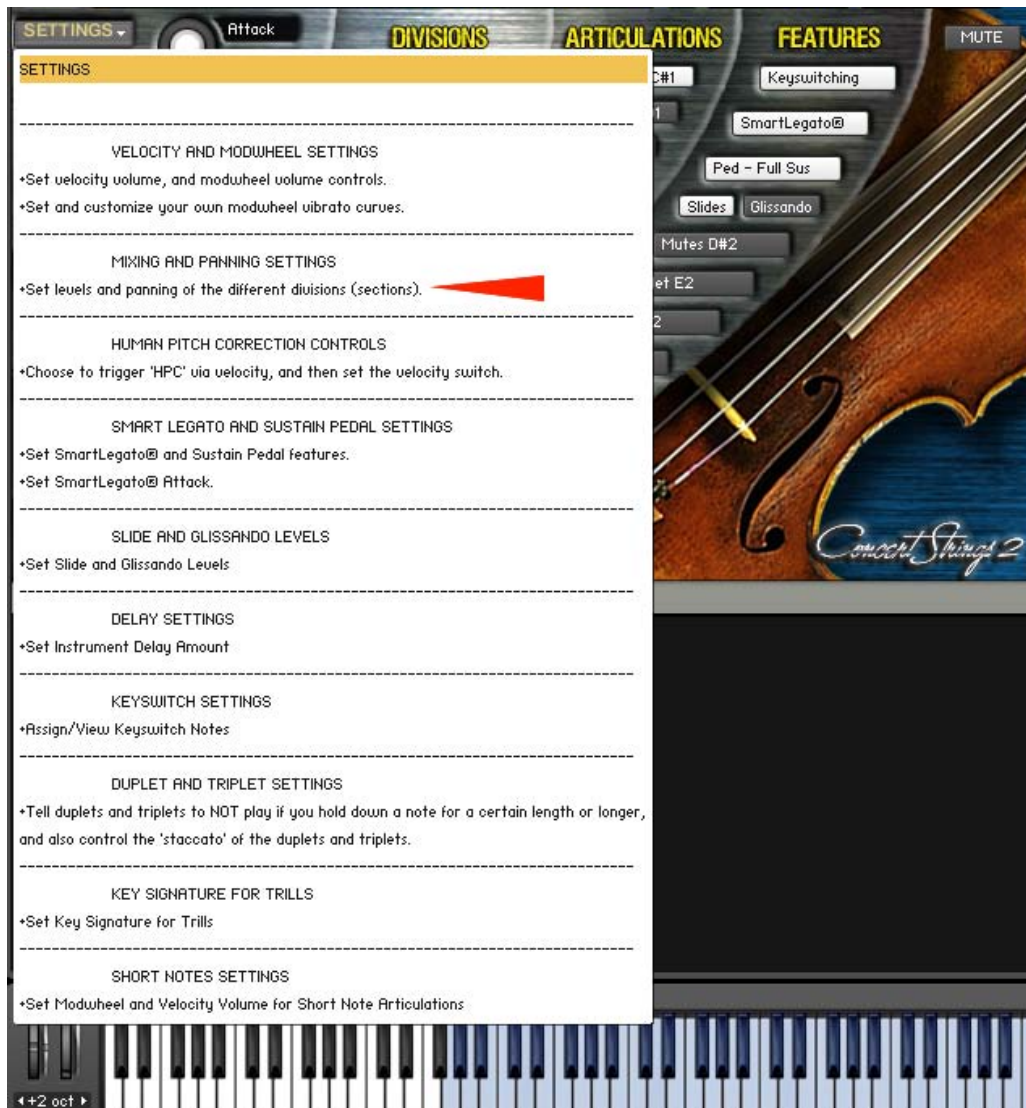 SETTINGS
Attack
DIVISIONS
ARTICULATIONS
FEATURES
MUTE
SETTINGS
C#1
Keyswitching
1
SmartLegato®
Ped - Full Sus
Slides
Glissando
Mutes D#2
et E2
2
--------------------------------------------------------------------------------
VELOCITY AND MODWHEEL SETTINGS
+Set velocity volume, and modwheel volume controls.
+Set and customize your own modwheel vibrato curves.
--------------------------------------------------------------------------------
MIXING AND PANNING SETTINGS
+Set levels and panning of the different divisions (sections).
--------------------------------------------------------------------------------
HUMAN PITCH CORRECTION CONTROLS
+Choose to trigger 'HPC' via velocity, and then set the velocity switch.
--------------------------------------------------------------------------------
SMART LEGATO AND SUSTAIN PEDAL SETTINGS
+Set SmartLegato® and Sustain Pedal features.
+Set SmartLegato® Attack.
--------------------------------------------------------------------------------
SLIDE AND GLISSANDO LEVELS
+Set Slide and Glissando Levels
--------------------------------------------------------------------------------
DELAY SETTINGS
+Set Instrument Delay Amount
--------------------------------------------------------------------------------
KEYSWITCH SETTINGS
+Assign/View Keyswitch Notes
--------------------------------------------------------------------------------
DUPLET AND TRIPLET SETTINGS
+Tell duplets and triplets to NOT play if you hold down a note for a certain length or longer,
and also control the 'staccato' of the duplets and triplets.
--------------------------------------------------------------------------------
KEY SIGNATURE FOR TRILLS
+Set Key Signature for Trills
--------------------------------------------------------------------------------
SHORT NOTES SETTINGS
+Set Modwheel and Velocity Volume for Short Note Articulations
Concert Strings 2
+2 oct